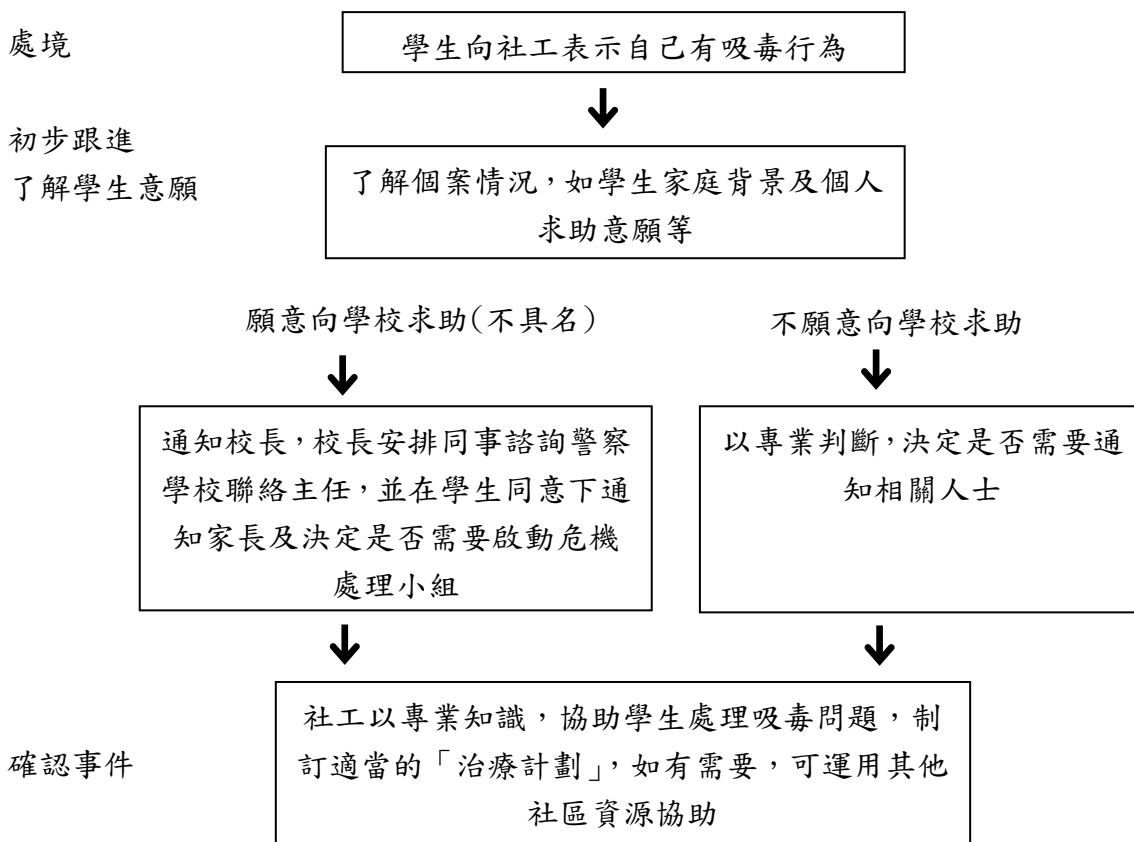 處境
學生向社工表示自己有吸毒行為
初步跟進
了解學生意願
了解個案情況，如學生家庭背景及個人
求助意願等
願意向學校求助(不具名)
不願意向學校求助
通知校長，校長安排同事諮詢警察
學校聯絡主任，並在學生同意下通
知家長及決定是否需要啟動危機
處理小組
以專業判斷，決定是否需要通
知相關人士
確認事件
社工以專業知識，協助學生處理吸毒問題，制
訂適當的「治療計劃」，如有需要，可運用其他
社區資源協助